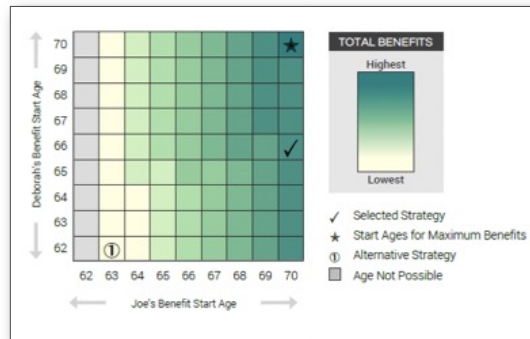 70
69
68
67
66
65
64
63
62
Deborah's Benefit Start Age
62 63 64 65 66 67 68 69 70
Joe's Benefit Start Age
①
TOTAL BENEFITS
Highest
Lowest
✓ Selected Strategy
★ Start Ages for Maximum Benefits
① Alternative Strategy
Age Not Possible